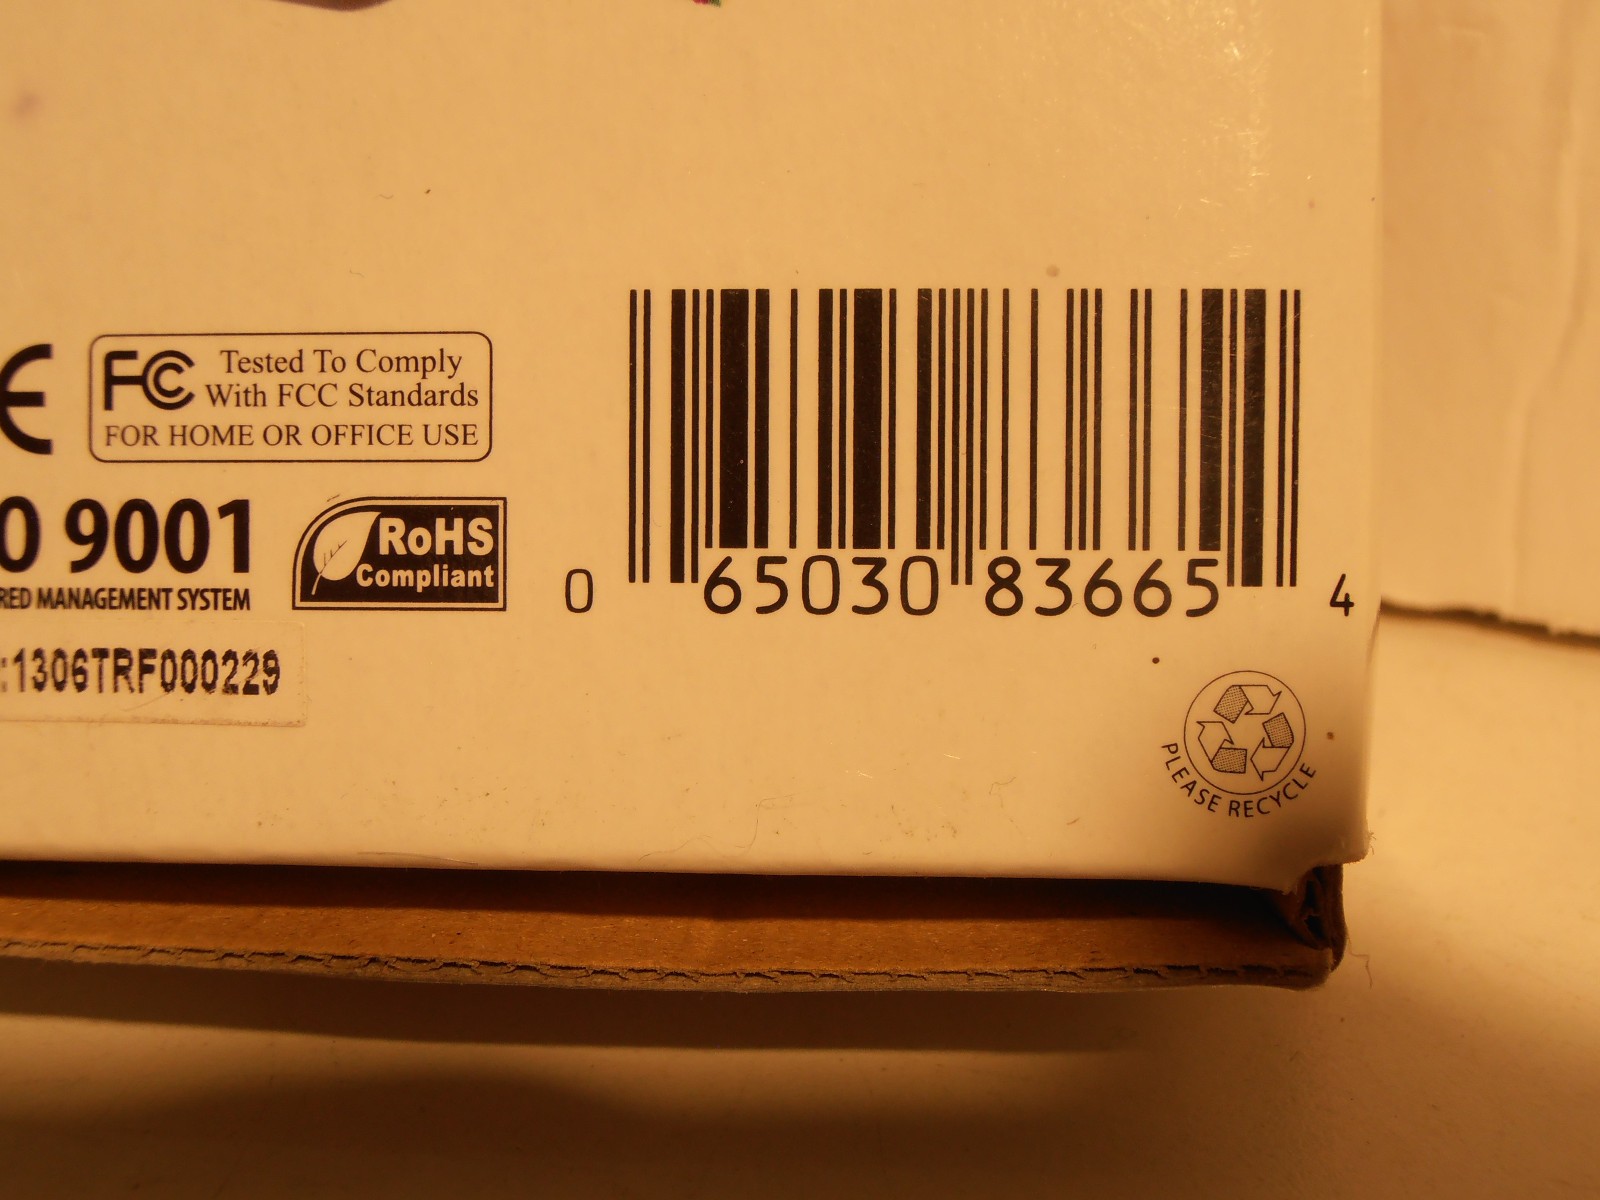 CE
FC Tested To Comply
With FCC Standards
FOR HOME OR OFFICE USE
O 9001
RED MANAGEMENT SYSTEM
RoHS
Compliant
:1306TRF000229
0 65030 83665 4
PLEASE RECYCLE